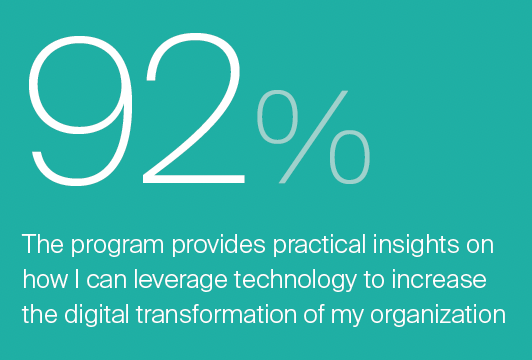 92%
The program provides practical insights on
how I can leverage technology to increase
the digital transformation of my organization